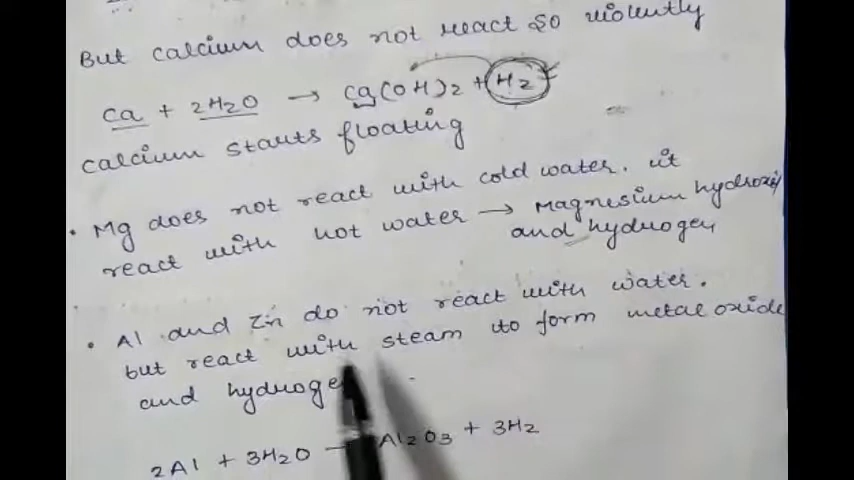 But calcium does not react so violently
Ca + 2H2O → Ca(OH)2 + H2
calcium starts floating
• Mg does not react with cold water. it
react with hot water → Magnesium hydroxi
and hydrogen
• Al and Zn do not react with water.
but react with steam to form metal oxide
and hydrogen
2Al + 3H2O → Al2O3 + 3H2